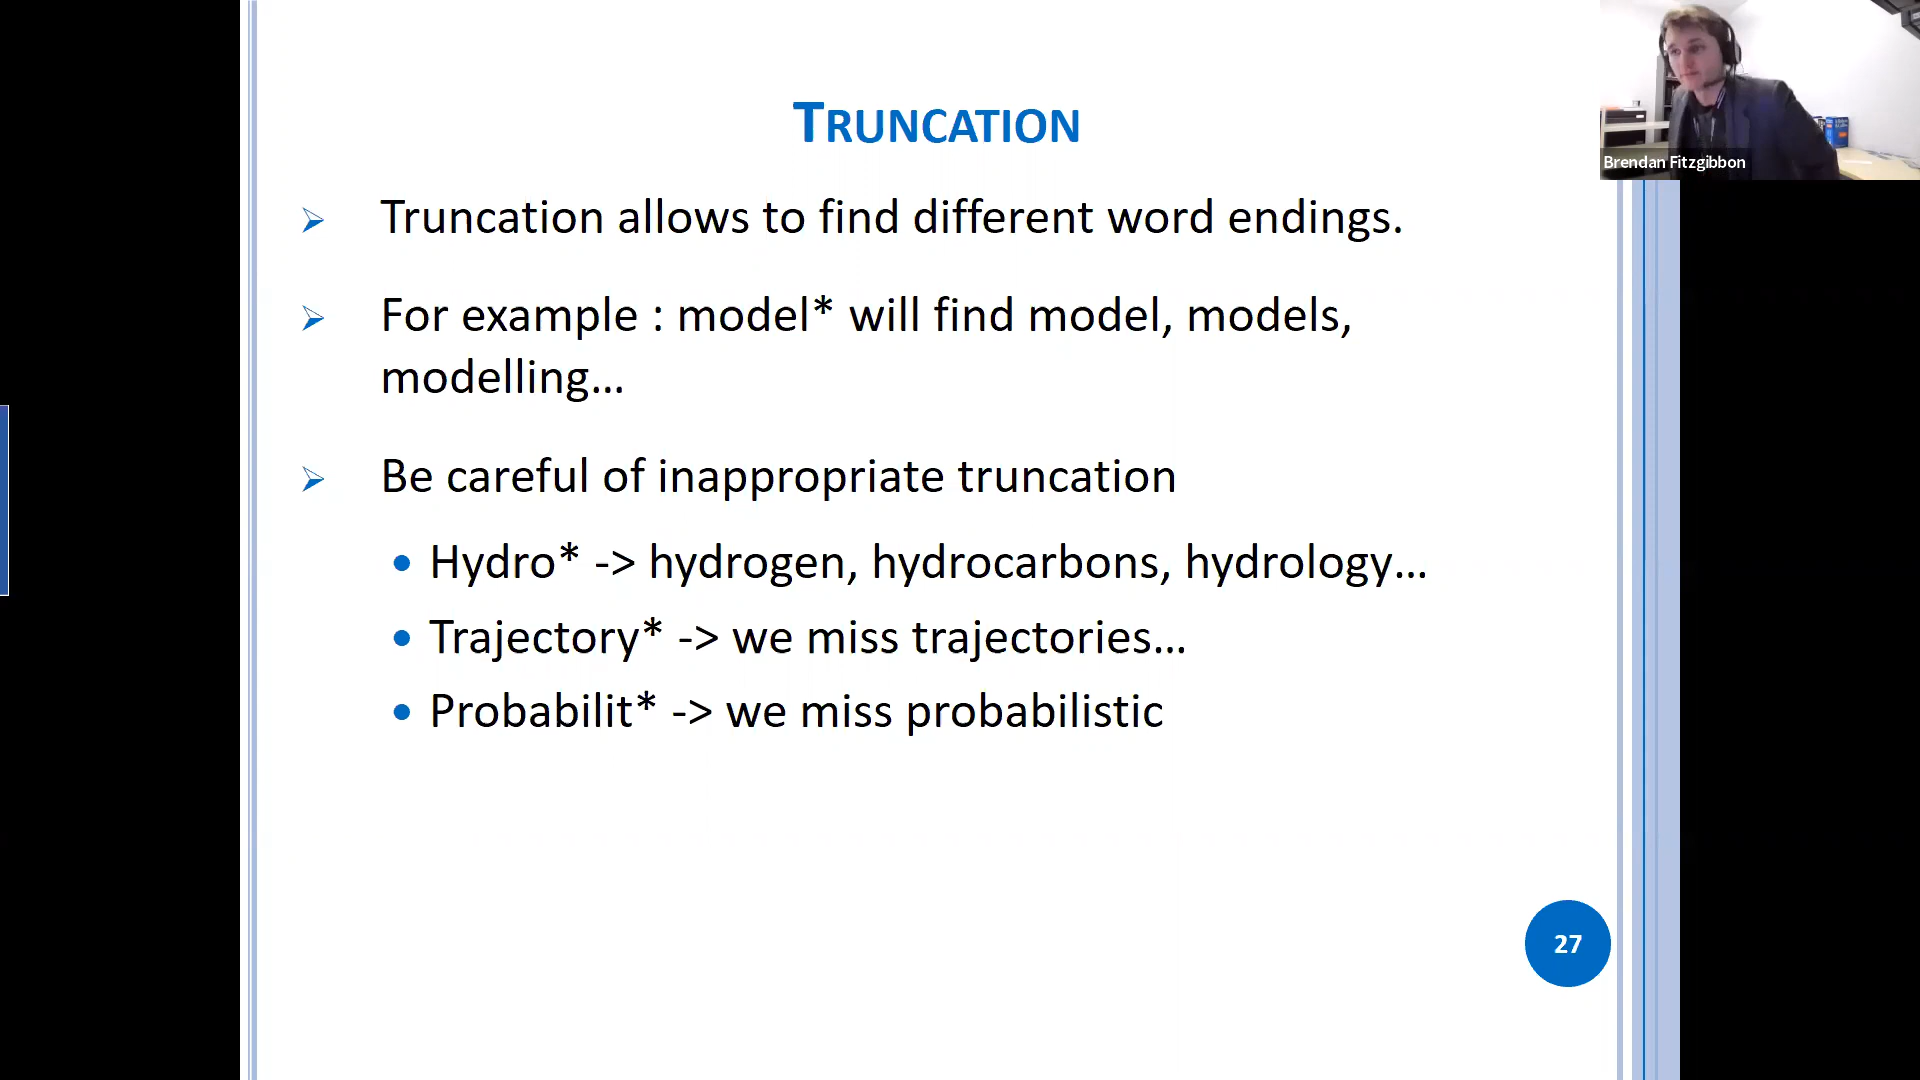 TRUNCATION
Brendan Fitzgibbon
Truncation allows to find different word endings.
For example : model* will find model, models,
modelling...
Be careful of inappropriate truncation
Hydro* -> hydrogen, hydrocarbons, hydrology...
Trajectory* -> we miss trajectories...
Probabilit* -> we miss probabilistic
27